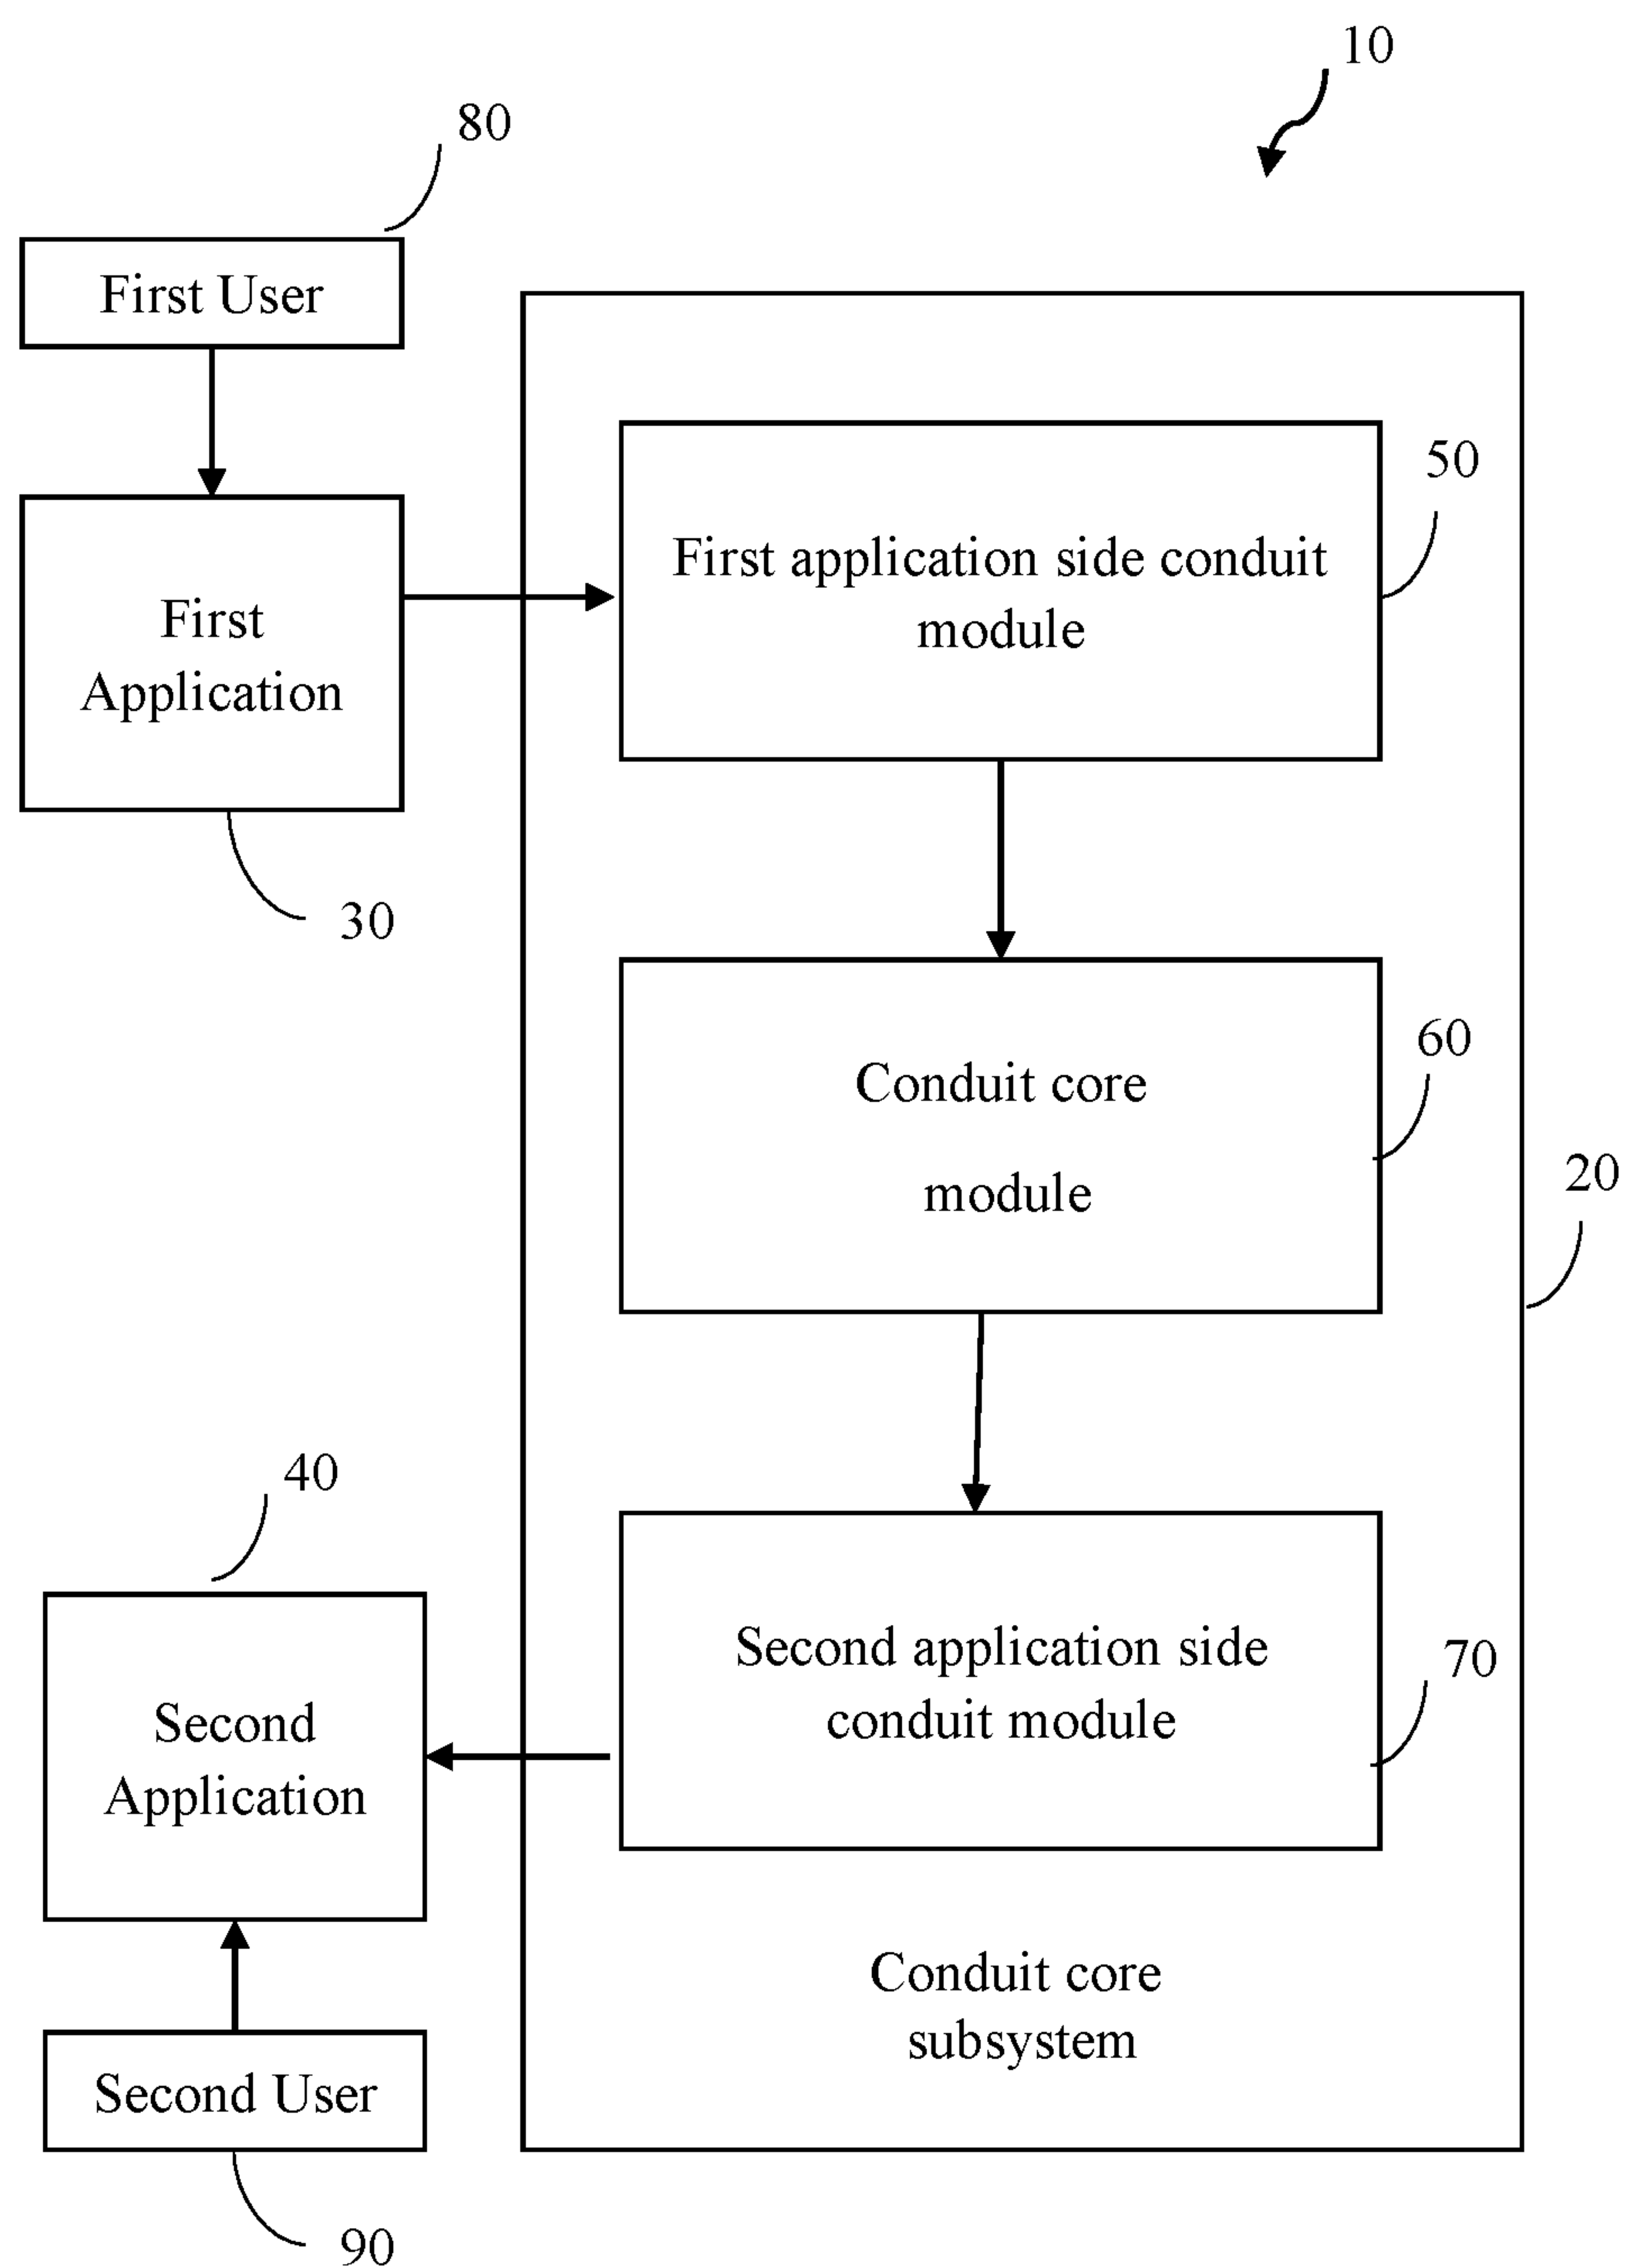 10
80
First User
50
First application side conduit
module
First
Application
30
60
Conduit core
module
20
40
Second application side
conduit module
70
Second
Application
Conduit core
subsystem
Second User
90